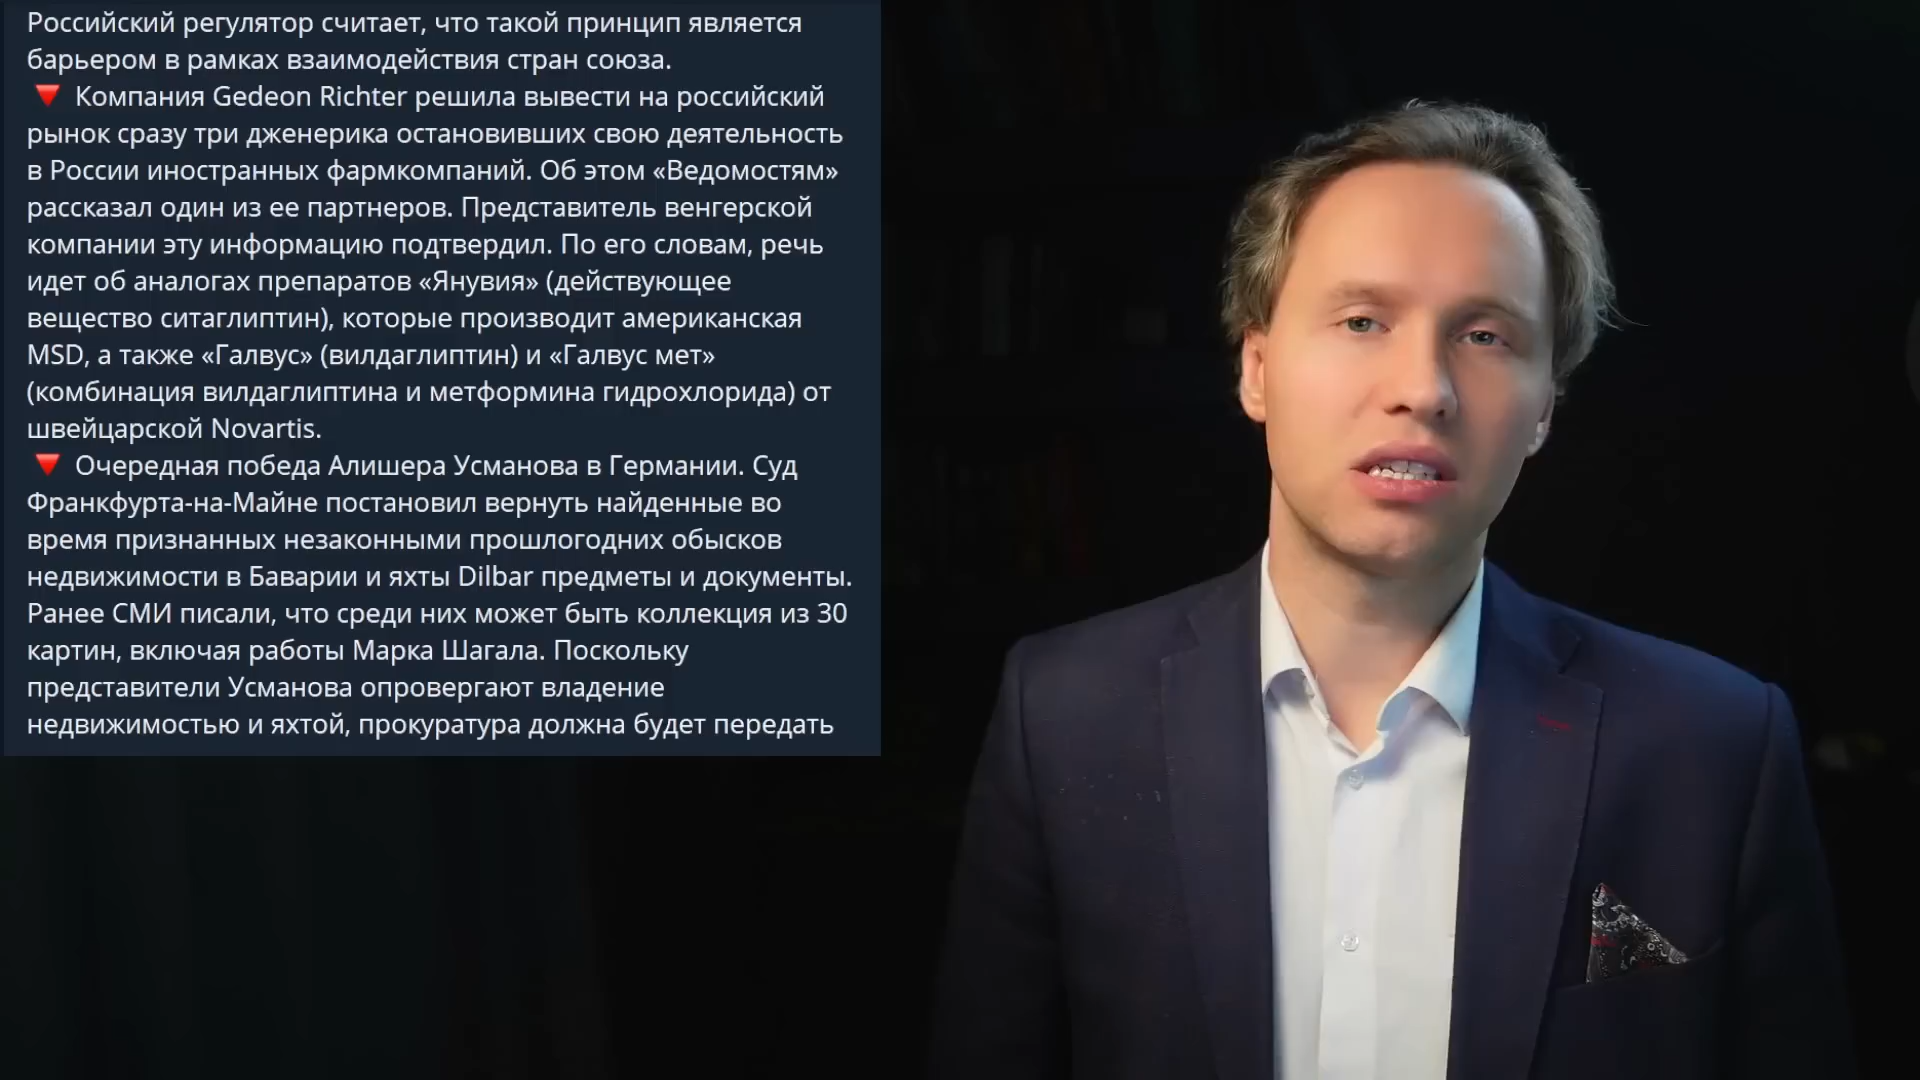 Российский регулятор считает, что такой принцип является
барьером в рамках взаимодействия стран союза.
🔻 Компания Gedeon Richter решила вывести на российский
рынок сразу три дженерика остановивших свою деятельность
в России иностранных фармкомпаний. Об этом «Ведомостям»
рассказал один из ее партнеров. Представитель венгерской
компании эту информацию подтвердил. По его словам, речь
идет об аналогах препаратов «Янувия» (действующее
вещество ситаглиптин), которые производит американская
MSD, а также «Галвус» (вилдаглиптин) и «Галвус мет»
(комбинация вилдаглиптина и метформина гидрохлорида) от
швейцарской Novartis.
🔻 Очередная победа Алишера Усманова в Германии. Суд
Франкфурта-на-Майне постановил вернуть найденные во
время признанных незаконными прошлогодних обысков
недвижимости в Баварии и яхты Dilbar предметы и документы.
Ранее СМИ писали, что среди них может быть коллекция из 30
картин, включая работы Марка Шагала. Поскольку
представители Усманова опровергают владение
недвижимостью и яхтой, прокуратура должна будет передать